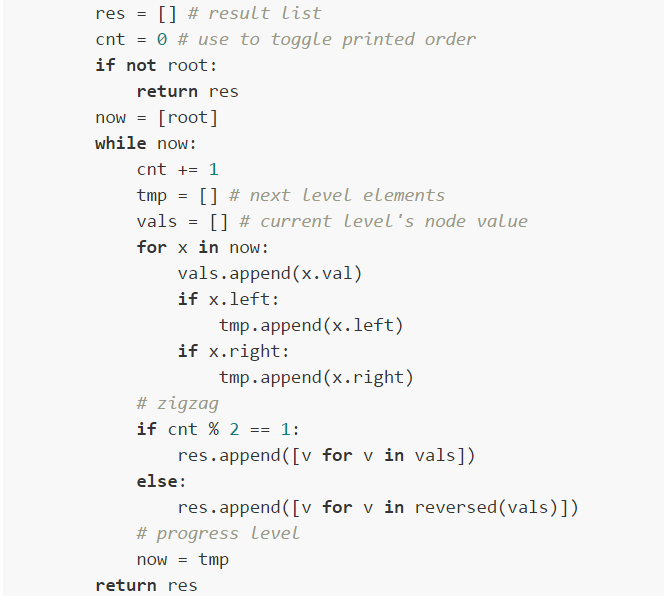 res = [] # result list
cnt = 0 # use to toggle printed order
if not root:
    return res
now = [root]
while now:
    cnt += 1
    tmp = [] # next level elements
    vals = [] # current level's node value
    for x in now:
        vals.append(x.val)
        if x.left:
            tmp.append(x.left)
        if x.right:
            tmp.append(x.right)
    # zigzag
    if cnt % 2 == 1:
        res.append([v for v in vals])
    else:
        res.append([v for v in reversed(vals)])
    # progress level
    now = tmp
return res